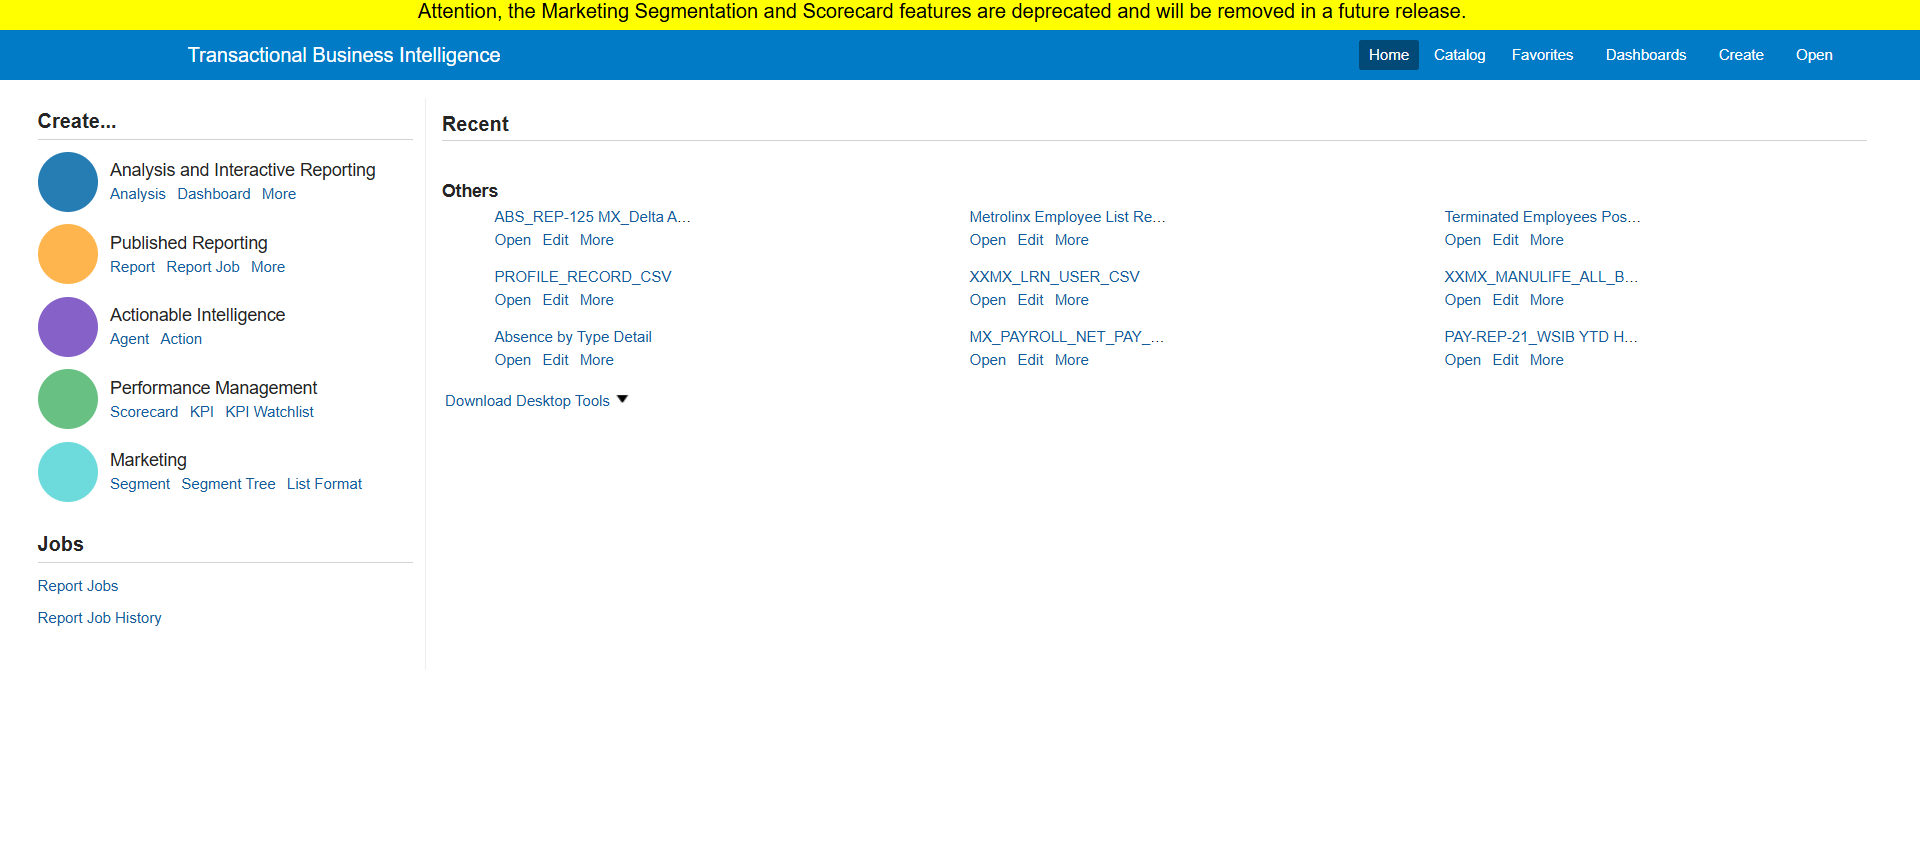 Attention, the Marketing Segmentation and Scorecard features are deprecated and will be removed in a future release.
Transactional Business Intelligence
Home Catalog Favorites Dashboards Create Open
Create...
Analysis and Interactive Reporting
Analysis Dashboard More
Published Reporting
Report Report Job More
Actionable Intelligence
Agent Action
Performance Management
Scorecard KPI KPI Watchlist
Marketing
Segment Segment Tree List Format
Jobs
Report Jobs
Report Job History
Recent
Others
ABS_REP-125 MX_Delta A... Metrolinx Employee List Re... Terminated Employees Pos...
Open Edit More Open Edit More Open Edit More
PROFILE_RECORD_CSV XXMX_LRN_USER_CSV XXMX_MANULIFE_ALL_B...
Open Edit More Open Edit More Open Edit More
Absence by Type Detail MX_PAYROLL_NET_PAY_... PAY-REP-21_WSIB YTD H...
Open Edit More Open Edit More Open Edit More
Download Desktop Tools